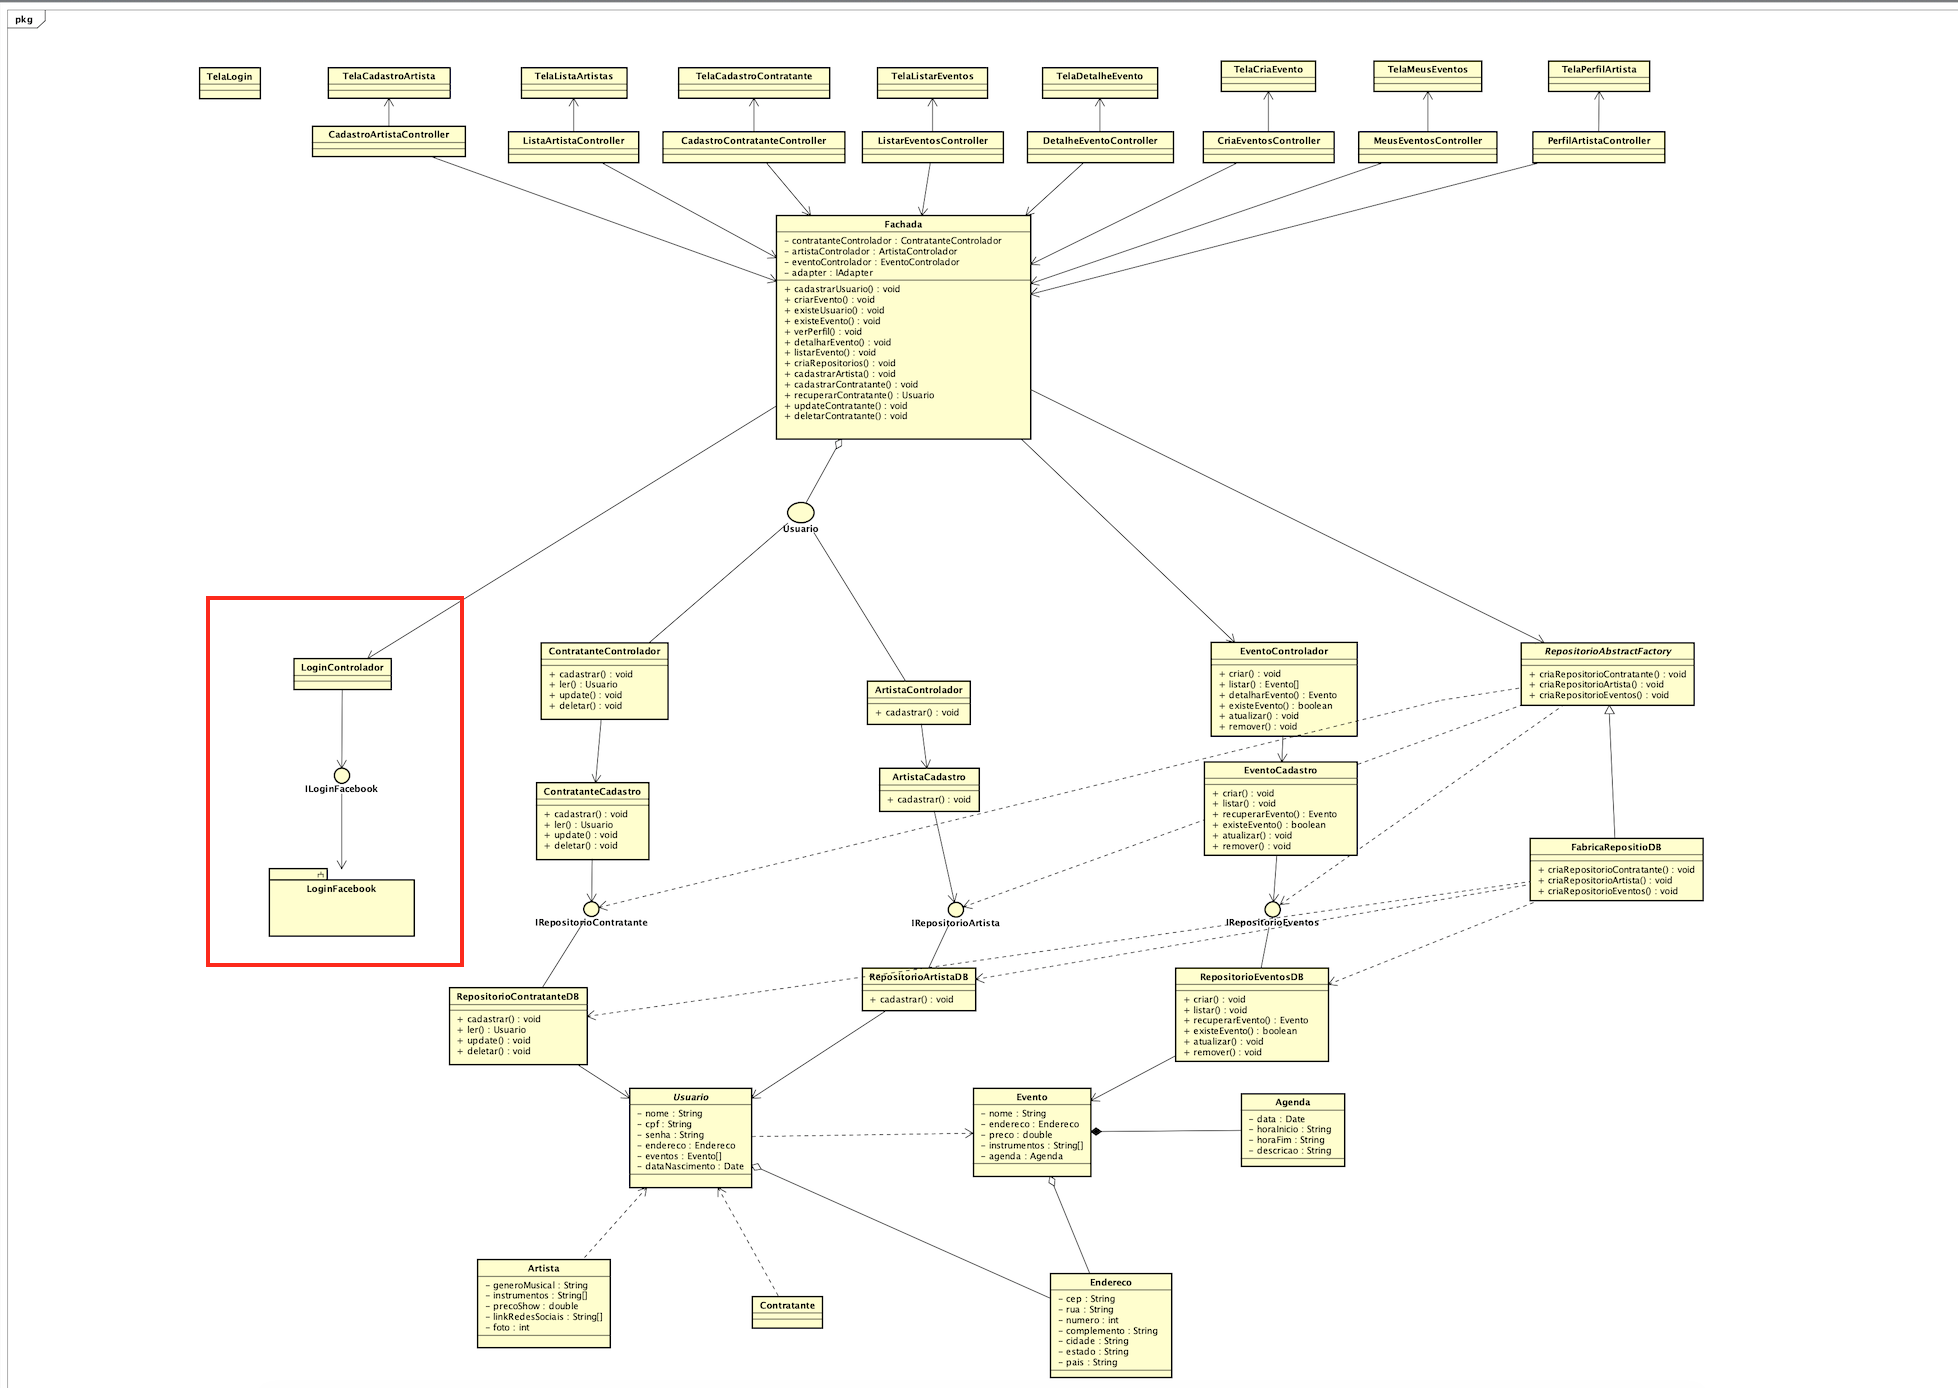 pkg
TelaLogin
TelaCadastroArtista
TelaListaArtistas
TelaCadastroContratante
TelaListarEventos
TelaDetalheEvento
TelaCriaEvento
TelaMeusEventos
TelaPerfilArtista
CadastroArtistaController
ListaArtistaController
CadastroContratanteController
ListarEventosController
DetalheEventoController
CriaEventosController
MeusEventosController
PerfilArtistaController
Fachada
- contratanteControlador : ContratanteControlador
- artistaControlador : ArtistaControlador
- eventoControlador : EventoControlador
- adapter : IAdapter
+ cadastrarUsuario() : void
+ criarEvento() : void
+ existeUsuario() : void
+ existeEvento() : void
+ verPerfil() : void
+ detalharEvento() : void
+ listarEvento() : void
+ criaRepositorios() : void
+ cadastrarArtista() : void
+ cadastrarContratante() : void
+ recuperarContratante() : Usuario
+ updateContratante() : void
+ deletarContratante() : void
Usuario
LoginControlador
ILoginFacebook
LoginFacebook
ContratanteControlador
+ cadastrar() : void
+ ler() : Usuario
+ update() : void
+ deletar() : void
ArtistaControlador
+ cadastrar() : void
EventoControlador
+ criar() : void
+ listar() : Evento[]
+ detalharEvento() : Evento
+ existeEvento() : boolean
+ atualizar() : void
+ remover() : void
RepositorioAbstractFactory
+ criaRepositorioContratante() : void
+ criaRepositorioArtista() : void
+ criaRepositorioEventos() : void
ContratanteCadastro
+ cadastrar() : void
+ ler() : Usuario
+ update() : void
+ deletar() : void
ArtistaCadastro
+ cadastrar() : void
EventoCadastro
+ criar() : void
+ listar() : void
+ recuperarEvento() : Evento
+ existeEvento() : boolean
+ atualizar() : void
+ remover() : void
FabricaRepositioDB
+ criaRepositorioContratante() : void
+ criaRepositorioArtista() : void
+ criaRepositorioEventos() : void
IRepositorioContratante
IRepositorioArtista
IRepositorioEventos
RepositorioContratanteDB
+ cadastrar() : void
+ ler() : Usuario
+ update() : void
+ deletar() : void
RepositorioArtistaDB
+ cadastrar() : void
RepositorioEventosDB
+ criar() : void
+ listar() : void
+ recuperarEvento() : Evento
+ existeEvento() : boolean
+ atualizar() : void
+ remover() : void
Usuario
- nome : String
- cpf : String
- senha : String
- endereco : Endereco
- eventos : Evento[]
- dataNascimento : Date
Evento
- nome : String
- endereco : Endereco
- preco : double
- instrumentos : String[]
- agenda : Agenda
Agenda
- data : Date
- horaInicio : String
- horaFim : String
- descricao : String
Artista
- generoMusical : String
- instrumentos : String[]
- precoShow : double
- linkRedesSociais : String[]
- foto : int
Contratante
Endereco
- cep : String
- rua : String
- numero : int
- complemento : String
- cidade : String
- estado : String
- pais : String